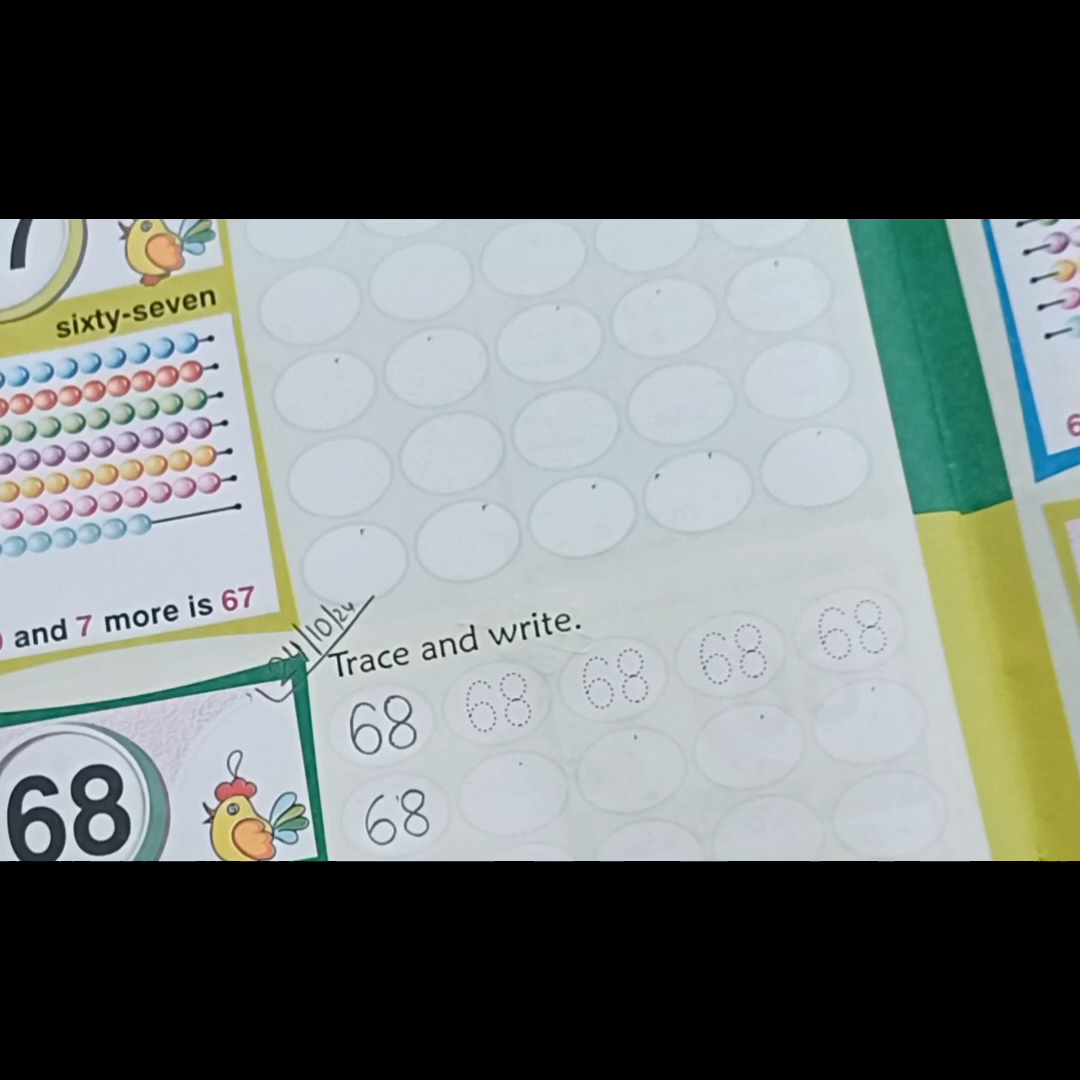 7
sixty-seven
and 7 more is 67
24/10/24
Trace and write.
68 68 68 68 68
68
68
6